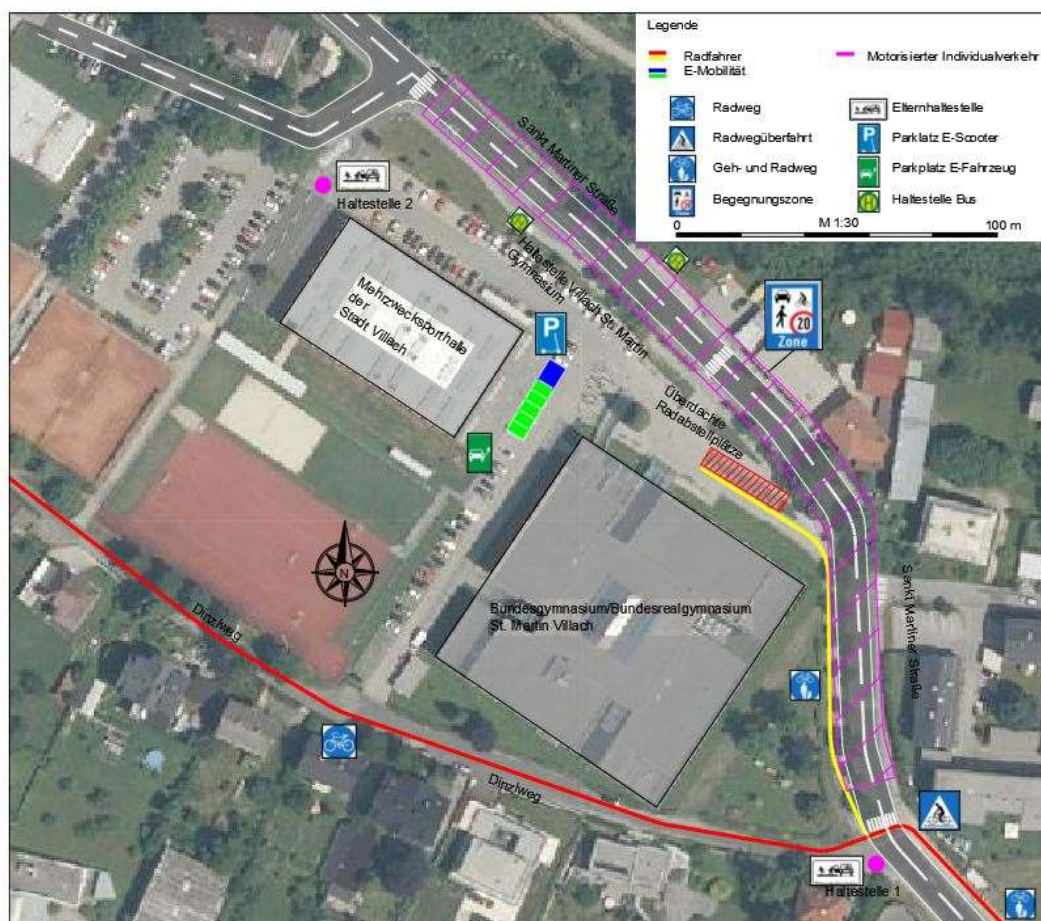 Legende
Radfahrer
E-Mobilität
Motorisierter Individualverkehr
Radweg
Radwegüberfahrt
Geh- und Radweg
Begegnungszone
Elternhaltestelle
P
Parklatz E-Scooter
Parkplatz E-Fahrzeug
H
Haltestelle Bus
0
M 1:30
100 m
Sankt Martiner Straße
Haltestelle 2
H
H
Haltestelle Villach St. Martin
Gymnasium
20
Zone
Mehrzwecksporthalle
der
Stadt Villach
P
Überdachte
Radabstellplätze
N
Bundesgymnasium/Bundesrealgymnasium
St. Martin Villach
Sankt Martiner Straße
Dinzlweg
Dinzlweg
Haltestelle 1